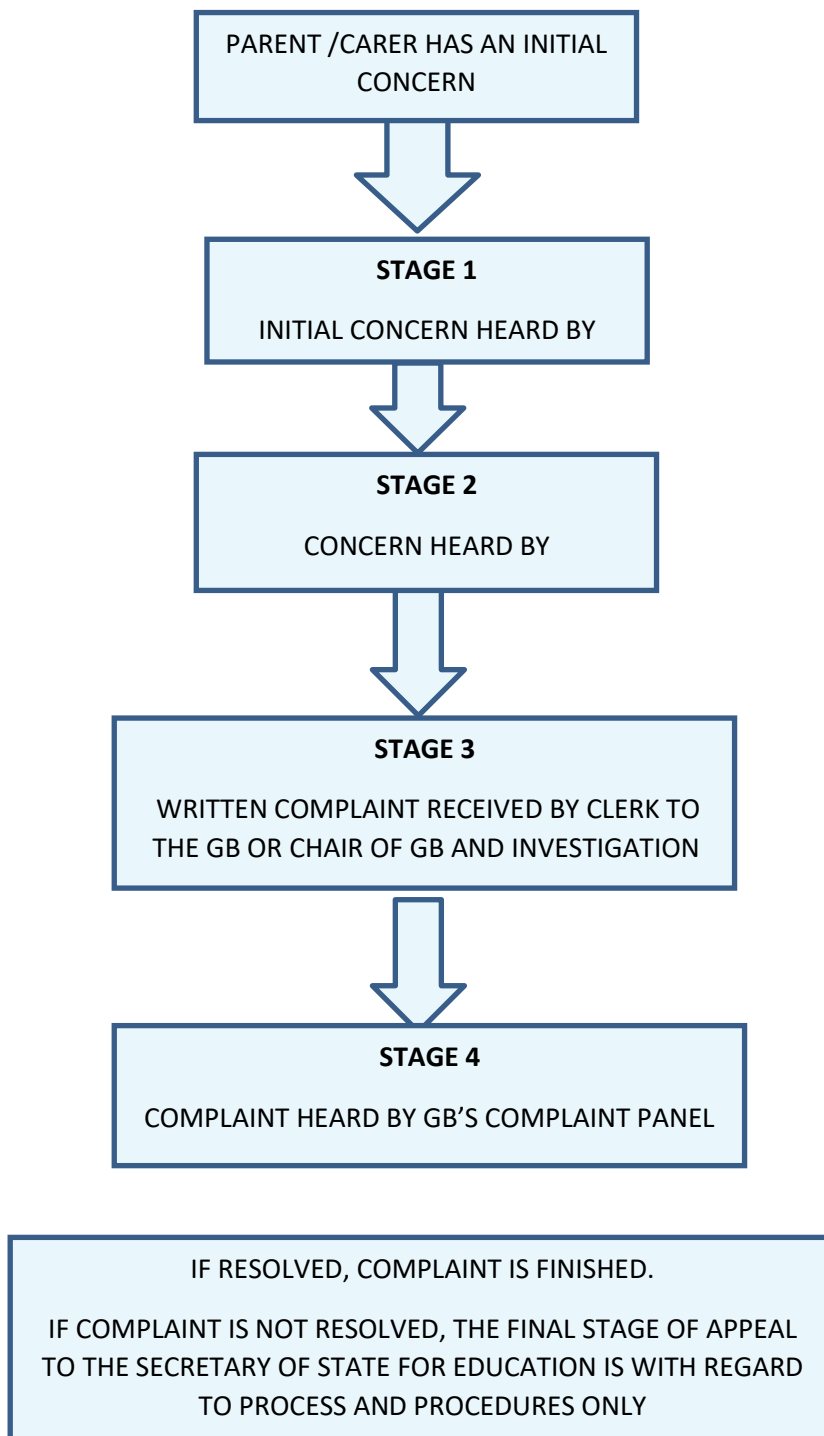 PARENT /CARER HAS AN INITIAL
CONCERN
STAGE 1
INITIAL CONCERN HEARD BY
STAGE 2
CONCERN HEARD BY
STAGE 3
WRITTEN COMPLAINT RECEIVED BY CLERK TO
THE GB OR CHAIR OF GB AND INVESTIGATION
STAGE 4
COMPLAINT HEARD BY GB’S COMPLAINT PANEL
IF RESOLVED, COMPLAINT IS FINISHED.
IF COMPLAINT IS NOT RESOLVED, THE FINAL STAGE OF APPEAL
TO THE SECRETARY OF STATE FOR EDUCATION IS WITH REGARD
TO PROCESS AND PROCEDURES ONLY